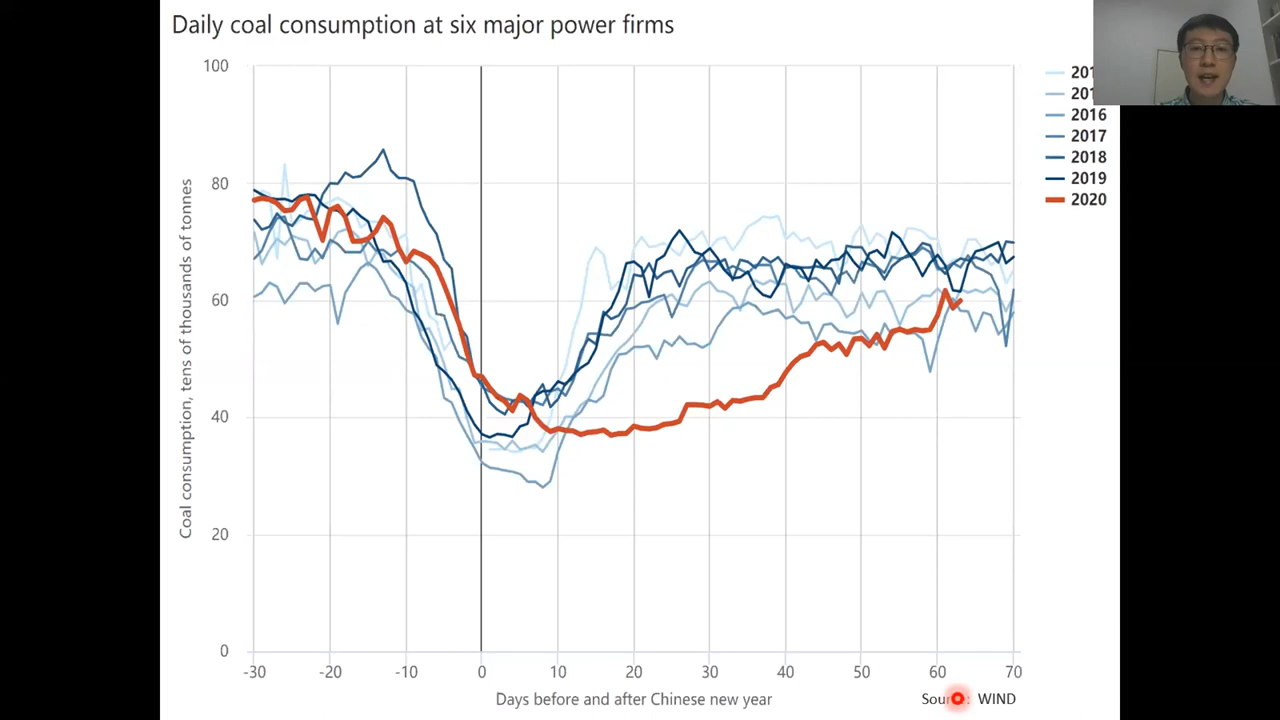 Daily coal consumption at six major power firms
100
80
60
40
20
0
Coal consumption, tens of thousands of tonnes
-30 -20 -10 0 10 20 30 40 50 60 70
Days before and after Chinese new year
2016
2017
2018
2019
2020
WIND